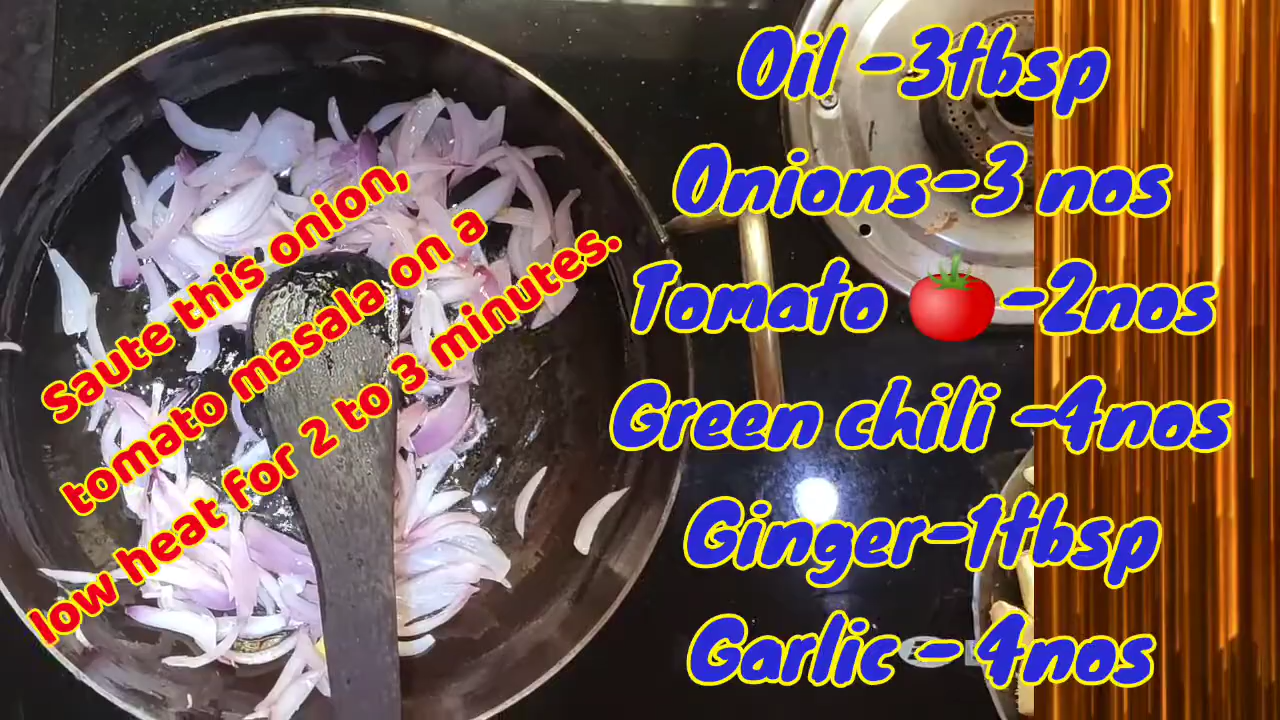 Saute this onion,
tomato masala on a
low heat for 2 to 3 minutes.
Oil -3tbsp
Onions-3 nos
Tomato 🍅-2nos
Green chili -4nos
Ginger-1tbsp
Garlic - 4nos